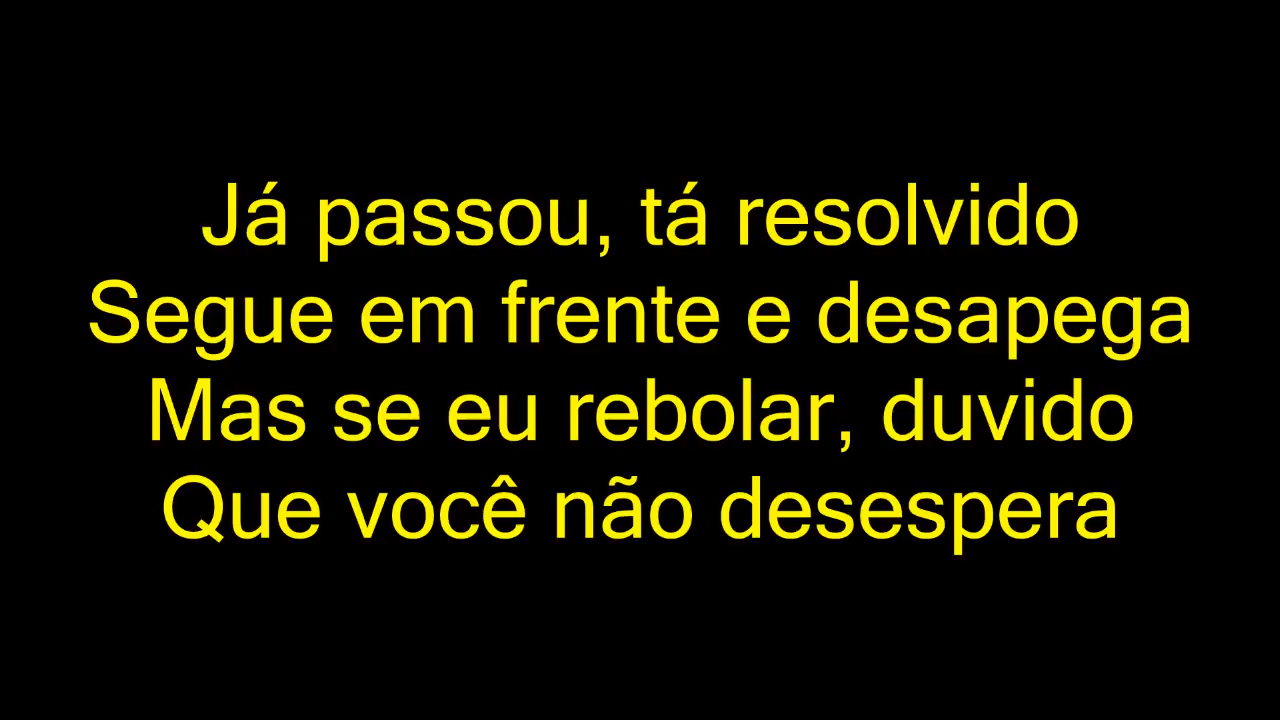 Já passou, tá resolvido
Segue em frente e desapega
Mas se eu rebolar, duvido
Que você não desespera